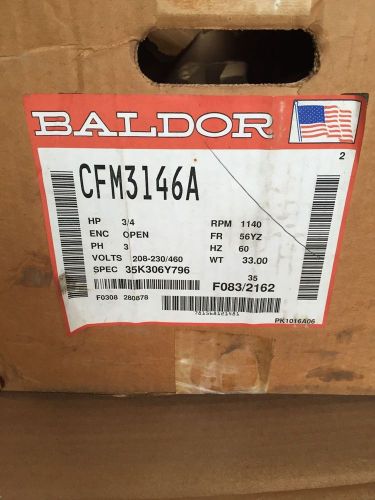 BALDOR
2
CFM3146A
HP 3/4 RPM 1140
ENC OPEN FR 56YZ
PH 3 HZ 60
VOLTS 208-230/460 WT 33.00
SPEC 35K306Y796 35
F083/2162
F0308 280878
PK1016A06